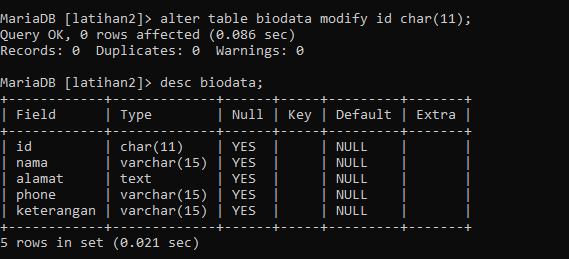 MariaDB [latihan2]> alter table biodata modify id char(11);
Query OK, 0 rows affected (0.086 sec)
Records: 0  Duplicates: 0  Warnings: 0

MariaDB [latihan2]> desc biodata;
+------------+-------------+------+-----+---------+-------+
| Field      | Type        | Null | Key | Default | Extra |
+------------+-------------+------+-----+---------+-------+
| id         | char(11)    | YES  |     | NULL    |       |
| nama       | varchar(15) | YES  |     | NULL    |       |
| alamat     | text        | YES  |     | NULL    |       |
| phone      | varchar(15) | YES  |     | NULL    |       |
| keterangan | varchar(15) | YES  |     | NULL    |       |
+------------+-------------+------+-----+---------+-------+
5 rows in set (0.021 sec)